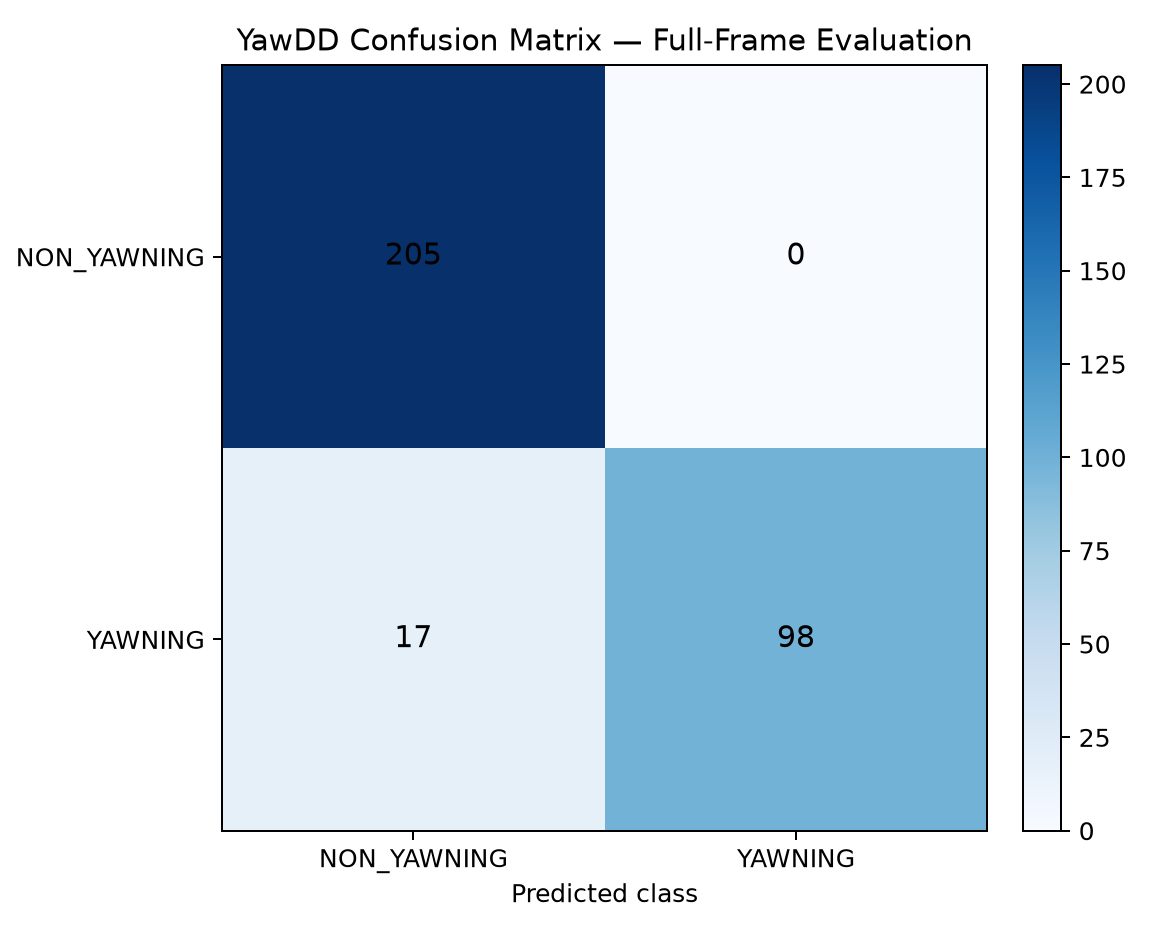 YawDD Confusion Matrix — Full-Frame Evaluation
NON_YAWNING
205
0
YAWNING
17
98
NON_YAWNING
YAWNING
Predicted class
200
175
150
125
100
75
50
25
0